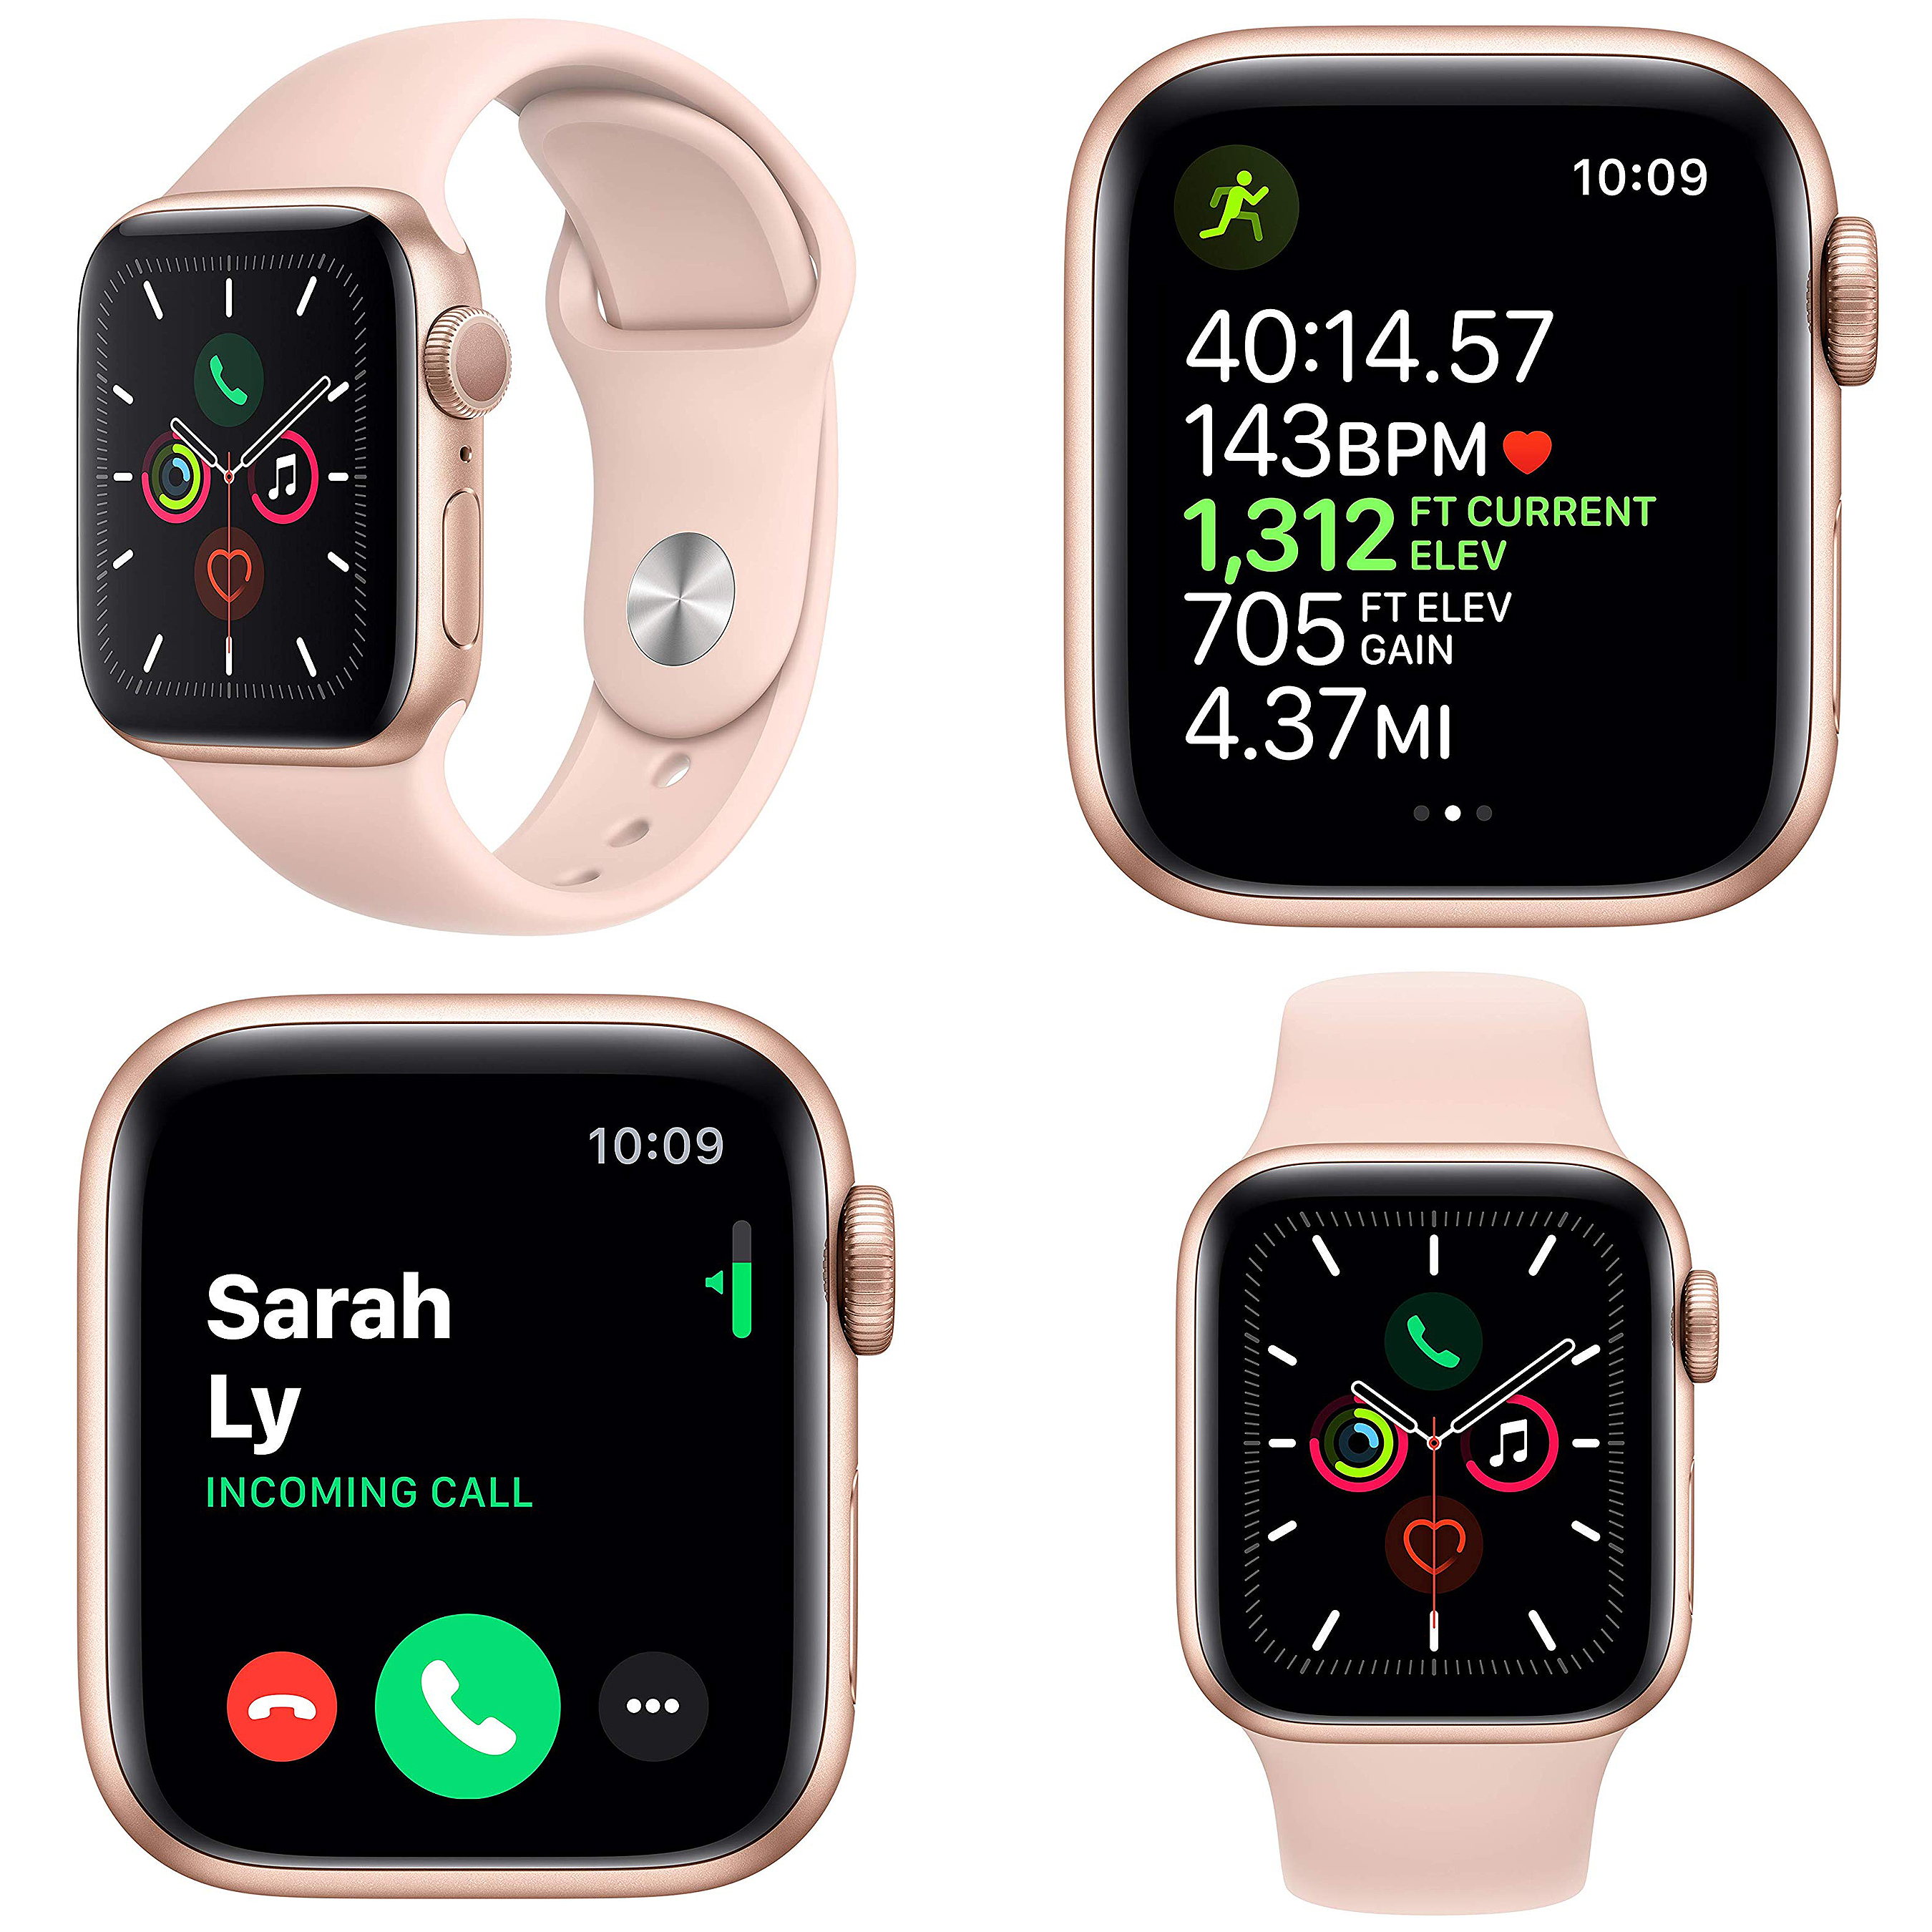 10:09
40:14.57
143BPM
1,312 FT CURRENT
ELEV
705 FT ELEV
GAIN
4.37MI
10:09
Sarah
Ly
INCOMING CALL